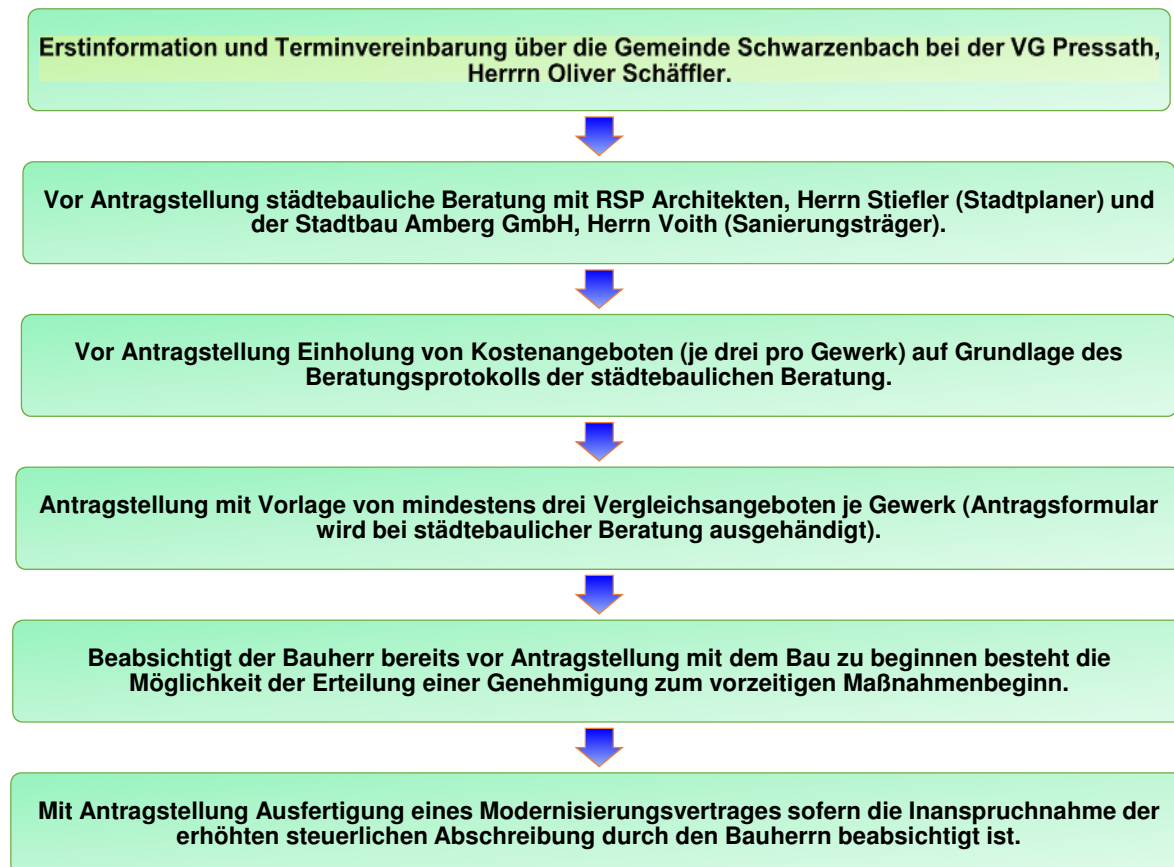 Erstinformation und Terminvereinbarung über die Gemeinde Schwarzenbach bei der VG Pressath,
Herrrn Oliver Schäffler.
Vor Antragstellung städtebauliche Beratung mit RSP Architekten, Herrn Stiefler (Stadtplaner) und
der Stadtbau Amberg GmbH, Herrn Voith (Sanierungsträger).
Vor Antragstellung Einholung von Kostenangeboten (je drei pro Gewerk) auf Grundlage des
Beratungsprotokolls der städtebaulichen Beratung.
Antragstellung mit Vorlage von mindestens drei Vergleichsangeboten je Gewerk (Antragsformular
wird bei städtebaulicher Beratung ausgehändigt).
Beabsichtigt der Bauherr bereits vor Antragstellung mit dem Bau zu beginnen besteht die
Möglichkeit der Erteilung einer Genehmigung zum vorzeitigen Maßnahmenbeginn.
Mit Antragstellung Ausfertigung eines Modernisierungsvertrages sofern die Inanspruchnahme der
erhöhten steuerlichen Abschreibung durch den Bauherrn beabsichtigt ist.